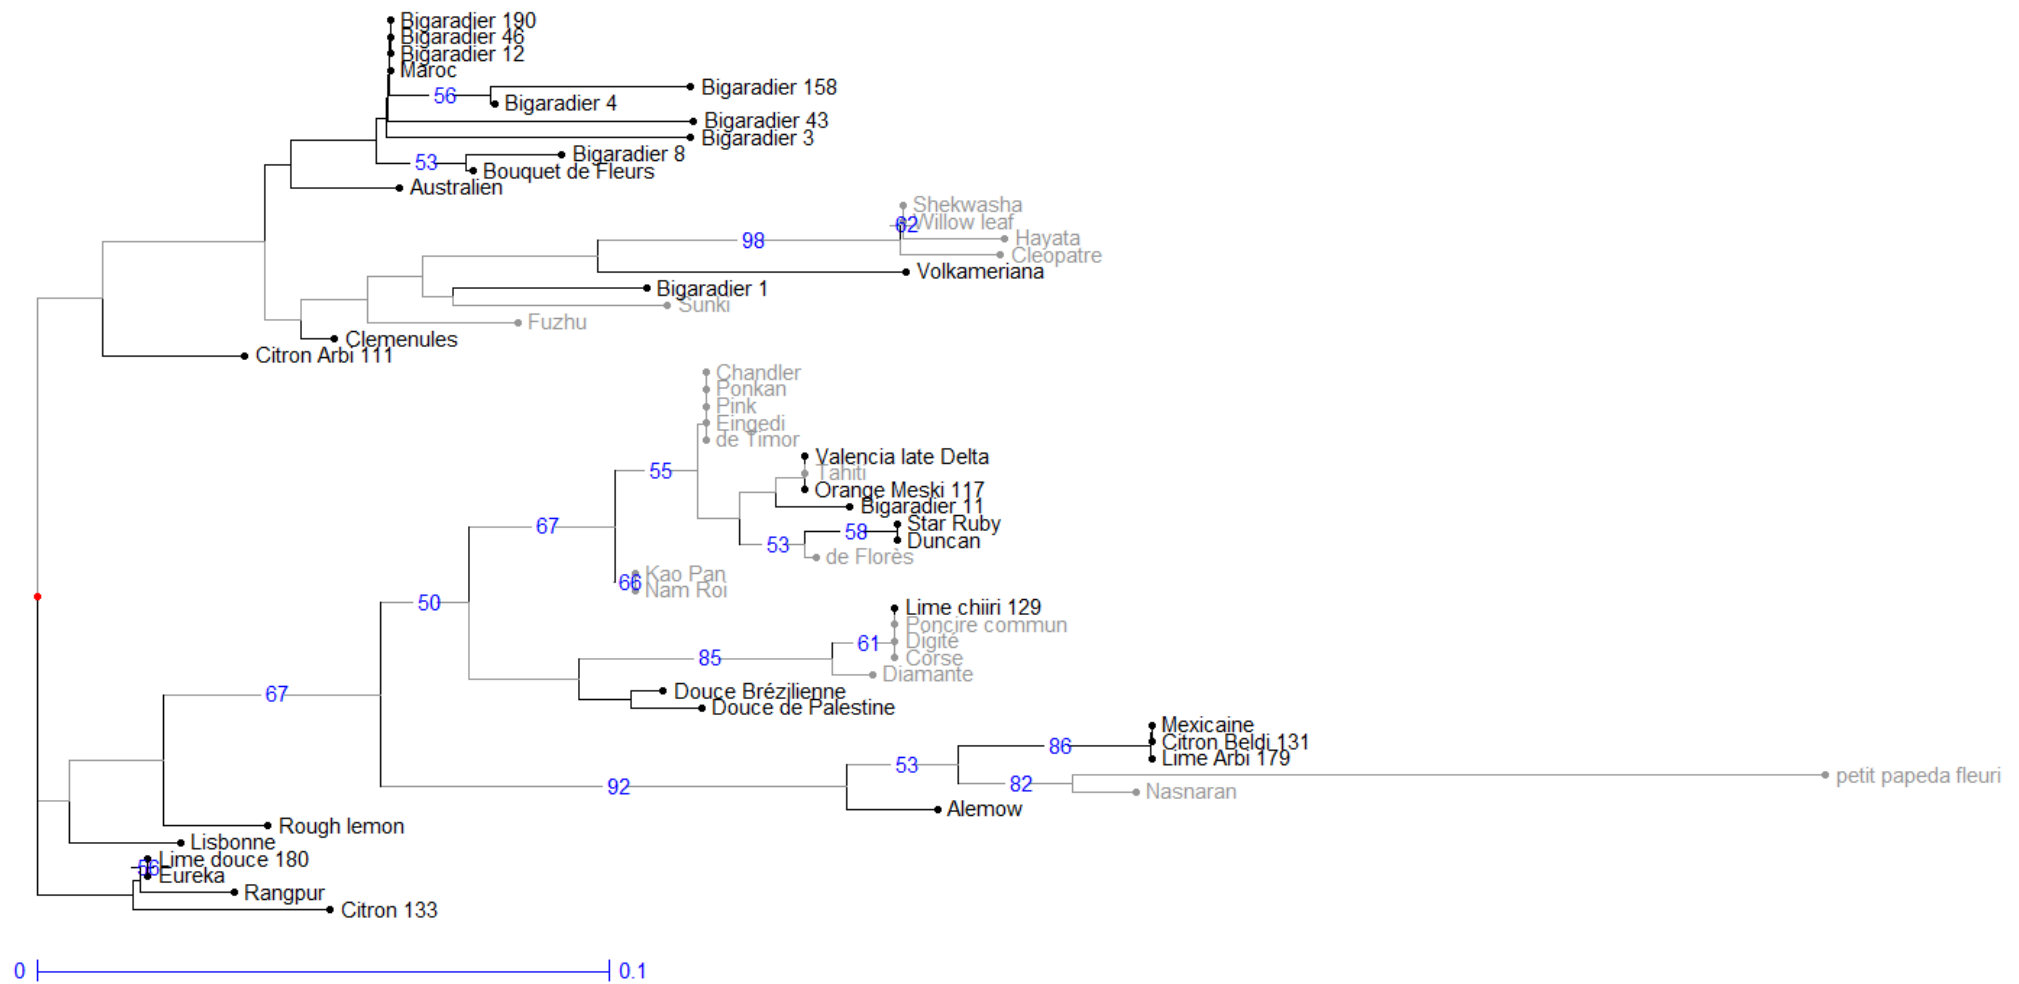 Bigaradier 190
Bigaradier 46
Bigaradier 12
Maroc
Bigaradier 158
56
Bigaradier 4
Bigaradier 43
Bigaradier 3
Bigaradier 8
53
Bouquet de Fleurs
Australien
Shekwasha
62 Willow leaf
98
Hayata
Cleopatre
Volkameriana
Bigaradier 1
Sunki
Fuzhu
Clemenules
Citron Arbi 111
Chandler
Ponkan
Pink
Eingedi
de Timor
Valencia late Delta
55
Tahiti
Orange Meski 117
Bigaradier 11
67
Star Ruby
58
Duncan
53
de Florès
Kao Pan
66
Nam Roi
50
Lime chiiri 129
Poncire commun
Digité
61
Corse
85
Diamante
Douce Brézilienne
67
Douce de Palestine
Mexicaine
Citron Beldi 131
86
Lime Arbi 179
53
petit papeda fleuri
82
92
Nasnaran
Alemow
Rough lemon
Lisbonne
Lime douce 180
56
Eureka
Rangpur
Citron 133
0 0.1